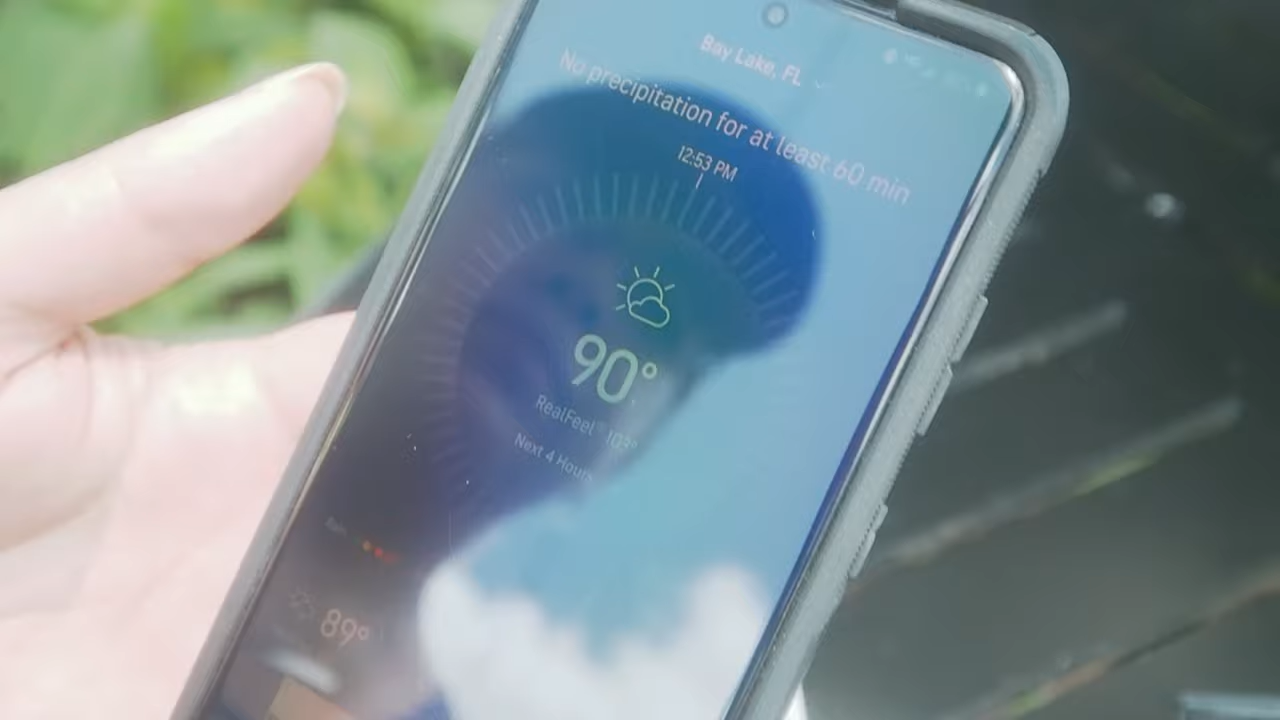 Bay Lake, FL
No precipitation for at least 60 min
12:53 PM
90°
RealFeel®
Next 4 Hours
89°